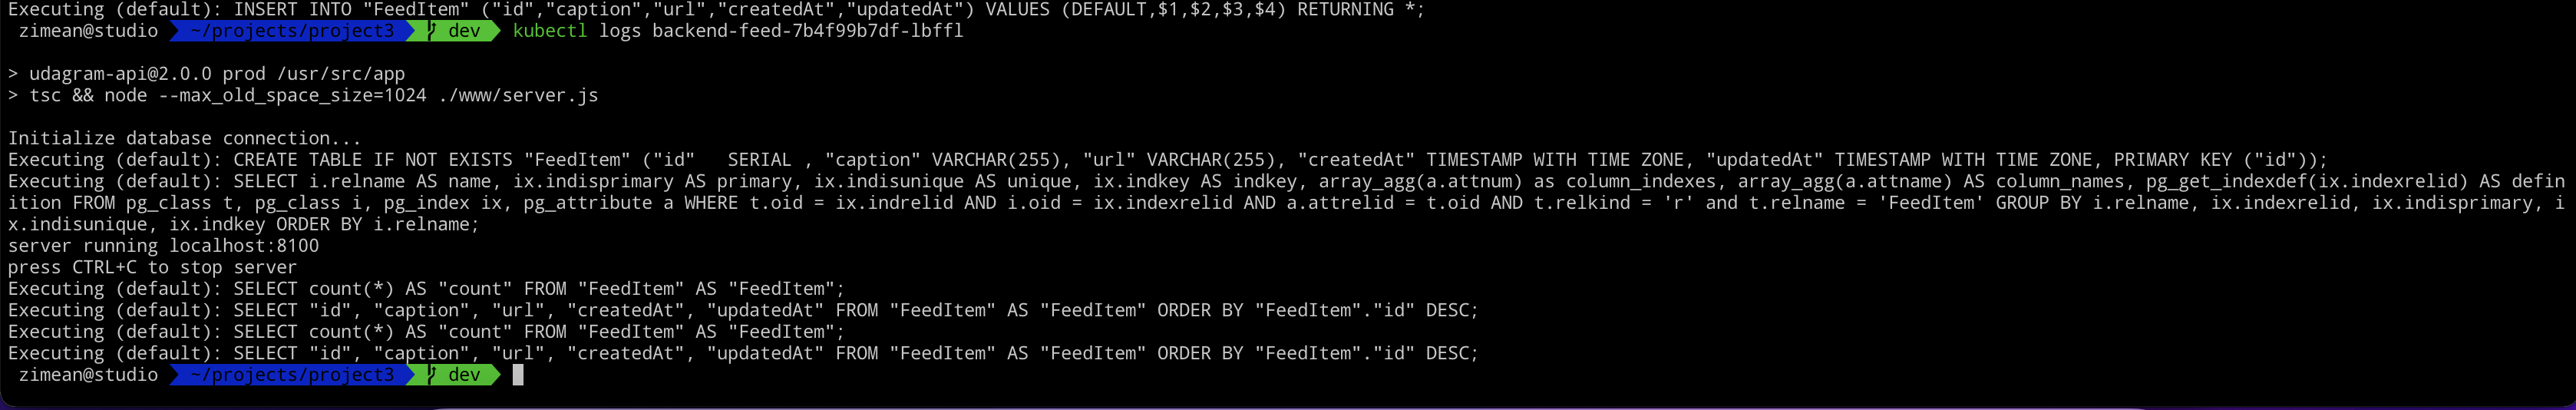 Executing (default): INSERT INTO "FeedItem" ("id","caption","url","createdAt","updatedAt") VALUES (DEFAULT,$1,$2,$3,$4) RETURNING *;
zimean@studio ~/projects/project3 dev kubectl logs backend-feed-7b4f99b7df-lbffl
> udagram-api@2.0.0 prod /usr/src/app
> tsc && node --max_old_space_size=1024 ./www/server.js
Initialize database connection...
Executing (default): CREATE TABLE IF NOT EXISTS "FeedItem" ("id"   SERIAL , "caption" VARCHAR(255), "url" VARCHAR(255), "createdAt" TIMESTAMP WITH TIME ZONE, "updatedAt" TIMESTAMP WITH TIME ZONE, PRIMARY KEY ("id"));
Executing (default): SELECT i.relname AS name, ix.indisprimary AS primary, ix.indisunique AS unique, ix.indkey AS indkey, array_agg(a.attnum) as column_indexes, array_agg(a.attname) AS column_names, pg_get_indexdef(ix.indexrelid) AS defin
ition FROM pg_class t, pg_class i, pg_index ix, pg_attribute a WHERE t.oid = ix.indrelid AND i.oid = ix.indexrelid AND a.attrelid = t.oid AND t.relkind = 'r' and t.relname = 'FeedItem' GROUP BY i.relname, ix.indexrelid, ix.indisprimary, i
x.indisunique, ix.indkey ORDER BY i.relname;
server running localhost:8100
press CTRL+C to stop server
Executing (default): SELECT count(*) AS "count" FROM "FeedItem" AS "FeedItem";
Executing (default): SELECT "id", "caption", "url", "createdAt", "updatedAt" FROM "FeedItem" AS "FeedItem" ORDER BY "FeedItem"."id" DESC;
Executing (default): SELECT count(*) AS "count" FROM "FeedItem" AS "FeedItem";
Executing (default): SELECT "id", "caption", "url", "createdAt", "updatedAt" FROM "FeedItem" AS "FeedItem" ORDER BY "FeedItem"."id" DESC;
zimean@studio ~/projects/project3 dev